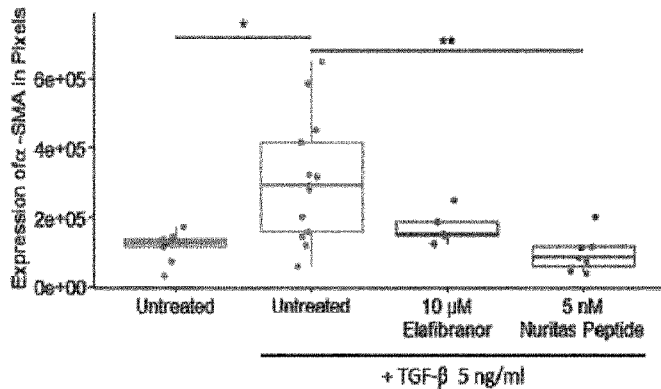 Expression of α -SMA in Pixels
*
**
6e+05
4e+05
2e+05
0e+00
Untreated Untreated 10 µM 5 nM
Elafibranor Nuritas Peptide
+ TGF-β 5 ng/ml